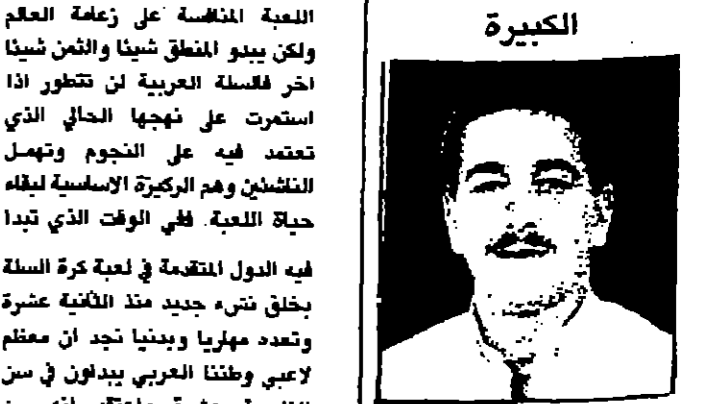 الكبيرة
اللعبة المنافسة على زعامة العالم
ولكن يبدو المنطق شيئا والثمن شيئا
اخر فالسلة العربية لن تتطور اذا
استمرت على نهجها الحالي الذي
تعتمد فيه على النجوم وتهمل
الناشئين وهم الركيزة الاساسية لبقاء
حياة اللعبة. ففي الوقت الذي تبدا
فيه الدول المتقدمة في لعبة كرة السلة
بخلق نشء جديد منذ الثانية عشرة
وتعدد مهاريا وبدنيا نجد ان معظم
لاعبي وطننا العربي يبدلون في سن